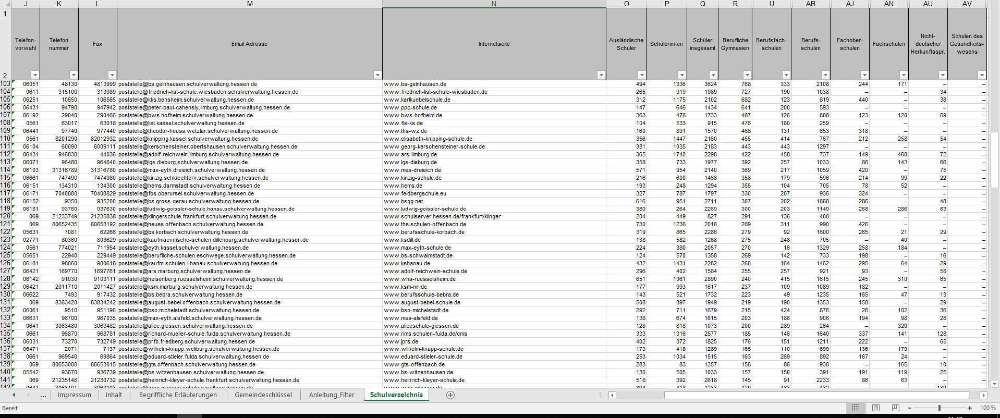 J K L M N O P Q R U AB AJ AN AU AV
1
Telefon-vorwahl Telefon nummer Fax Email Adresse Internetseite Ausländische Schüler Schülerinnen Schüler insgesamt Berufliche Gymnasien Berufsfach-schulen Berufs-schulen Fachober-schulen Fachschulen Nicht-deutscher Herkunftsspr. Schulen des Gesundheits-wesens
2
103 06051 48130 4813999 poststelle@bs.gelnhausen.schulverwaltung.hessen.de www.bs-gelnhausen.de 494 1336 3624 768 333 2108 244 171 – –
104 0611 315100 313989 poststelle@friedrich-list-schule.wiesbaden.schulverwaltung.hessen.de www.friedrich-list-schule-wiesbaden.de 265 919 1989 727 190 1038 – – 34 –
105 06251 10650 106565 poststelle@kks.bensheim.schulverwaltung.hessen.de www.karlkuebelschule.de 312 1175 2102 682 123 819 440 – 38 –
106 06431 94790 947942 poststelle@peter-paul-cahensly.limburg.schulverwaltung.hessen.de www.ppc-schule.de 147 646 1434 641 200 593 – – – –
107 06192 29040 290466 poststelle@bws.hofheim.schulverwaltung.hessen.de www.bws-hofheim.de 363 478 1733 487 126 808 123 120 69 –
108 0561 63017 63018 poststelle@list.kassel.schulverwaltung.hessen.de www.fls-ks.de 104 533 915 476 180 259 – – – –
109 06441 97740 977440 poststelle@theodor-heuss.wetzlar.schulverwaltung.hessen.de www.ths-wz.de 160 891 1570 468 131 653 318 – – –
110 0561 8201290 82012932 poststelle@knipping.kassel.schulverwaltung.hessen.de www.elisabeth-knipping-schule.de 356 1447 2160 455 414 767 212 258 54 –
111 06104 60090 6009111 poststelle@kerschensteiner.obertshausen.schulverwaltung.hessen.de www.georg-kerschensteiner-schule.de 381 1035 2183 443 443 1297 – – – –
112 06431 946030 44036 poststelle@adolf-reichwein.limburg.schulverwaltung.hessen.de www.ars-limburg.de 365 1740 2298 422 458 737 149 460 72 –
113 06071 96480 964840 poststelle@lgs.dieburg.schulverwaltung.hessen.de www.lgs-dieburg.de 358 733 1977 392 257 1033 86 143 66 –
114 06103 31316789 31316780 poststelle@max-eyth.dreieich.schulverwaltung.hessen.de www.mes-dreieich.de 571 954 2140 369 217 1059 420 – 75 –
115 06661 747490 7474980 poststelle@kinzig.schluechtern.schulverwaltung.hessen.de www.kinzig-schule.de 216 600 1468 358 179 596 214 99 22 –
116 06151 134310 134300 poststelle@hems.darmstadt.schulverwaltung.hessen.de www.hems.de 193 248 1294 355 104 705 78 52 – –
117 06171 7040880 70408829 poststelle@fbs.oberursel.schulverwaltung.hessen.de www.feldbergschule.eu 327 787 1797 330 207 936 324 – – –
118 06152 9350 935200 poststelle@bs.gross-gerau.schulverwaltung.hessen.de www.bsgg.net 616 951 2711 307 202 1868 286 – 48 –
119 06181 93760 937630 poststelle@ludwig-geissler-schule.hanau.schulverwaltung.hessen.de www.ludwig-geissler-schule.de 389 264 2269 300 203 1149 268 286 63 –
120 069 21233749 21235838 poststelle@klingerschule.frankfurt.schulverwaltung.hessen.de www.schulserver.hessen.de/frankfurt/klinger 204 449 827 291 136 400 – – – –
121 069 80652435 80653192 poststelle@heuss.offenbach.schulverwaltung.hessen.de www.ths.schulen-offenbach.de 730 1236 2016 289 311 990 426 – – –
122 05631 7081 62266 poststelle@bs.korbach.schulverwaltung.hessen.de www.berufsschule-korbach.de 319 865 2286 279 92 1600 265 21 29 –
123 02771 80360 803629 poststelle@kaufmaennische-schulen.dillenburg.schulverwaltung.hessen.de www.ksdill.de 138 582 1268 275 248 705 – 40 – –
124 0561 774021 711954 poststelle@eyth.kassel.schulverwaltung.hessen.de www.max-eyth-schule.de 224 380 2057 270 16 1329 258 184 – –
125 05651 22940 229449 poststelle@berufliche-schulen.eschwege.schulverwaltung.hessen.de www.bs-schwalmstadt.de 124 570 1358 269 142 733 198 – 16 –
126 06181 98060 980618 poststelle@kaufm-schulen-i.hanau.schulverwaltung.hessen.de www.kshanau.de 432 1431 2282 268 164 1462 295 64 29 –
127 06421 169770 1697761 poststelle@ars.marburg.schulverwaltung.hessen.de www.adolf-reichwein-schule.de 296 402 1584 255 257 921 93 – 58 –
128 06142 91030 9103111 poststelle@heisenberg.ruesselsheim.schulverwaltung.hessen.de www.whs-ruesselsheim.de 651 1061 2890 240 415 1615 245 310 65 –
129 06421 2011710 2011427 poststelle@ksm.marburg.schulverwaltung.hessen.de www.ksm-mr.de 177 993 1617 237 109 1089 182 – – –
130 06622 7493 917432 poststelle@bs.bebra.schulverwaltung.hessen.de www.berufsschule-bebra.de 143 521 1732 223 49 1235 165 47 13 –
131 069 8383420 83834242 poststelle@august-bebel.offenbach.schulverwaltung.hessen.de www.august-bebel-schule.de 508 397 1949 219 190 1353 158 – 29 –
132 06061 9510 951190 poststelle@bso.michelstadt.schulverwaltung.hessen.de www.bso-michelstadt.de 292 711 1679 215 424 876 26 102 36 –
133 06631 96700 967035 poststelle@max-eyth.alsfeld.schulverwaltung.hessen.de www.mes-alsfeld.de 138 674 1615 203 186 906 194 98 28 –
134 0641 3063480 3063482 poststelle@alice.giessen.schulverwaltung.hessen.de www.aliceschule-giessen.de 128 818 1073 200 289 264 – 320 – –
135 0661 96870 968781 poststelle@richard-mueller-schule.fulda.schulverwaltung.hessen.de www.rims.schulen-fulda.de/cms 333 1316 2577 185 146 1640 337 141 128 –
136 06031 73270 732749 poststelle@prfb.friedberg.schulverwaltung.hessen.de www.jprs.de 402 372 1825 176 151 1211 222 – 65 –
137 06471 2071 7137 poststelle@wilhelm-knapp.weilburg.schulverwaltung.hessen.de www.wilhelm-knapp-schule.de 173 418 1289 165 110 699 136 179 – –
138 0661 969540 69864 poststelle@eduard-stieler.fulda.schulverwaltung.hessen.de www.eduard-stieler-schule.de 253 1034 1515 163 269 892 167 24 – –
139 069 80653000 80653015 poststelle@gts.offenbach.schulverwaltung.hessen.de www.gts-offenbach.de 283 83 1357 158 86 938 – 165 10 –
140 05542 93670 936739 poststelle@bs.witzenhausen.schulverwaltung.hessen.de www.bs-witzenhausen.de 130 505 1033 157 150 391 191 119 25 –
141 069 21235148 21230732 poststelle@heinrich-kleyer-schule.frankfurt.schulverwaltung.hessen.de www.heinrich-kleyer-schule.de 518 392 2618 145 91 2233 86 63 – –
... Impressum Inhalt Begriffliche Erläuterungen Gemeindeschlüssel Anleitung_Filter Schulverzeichnis
Bereit 100 %